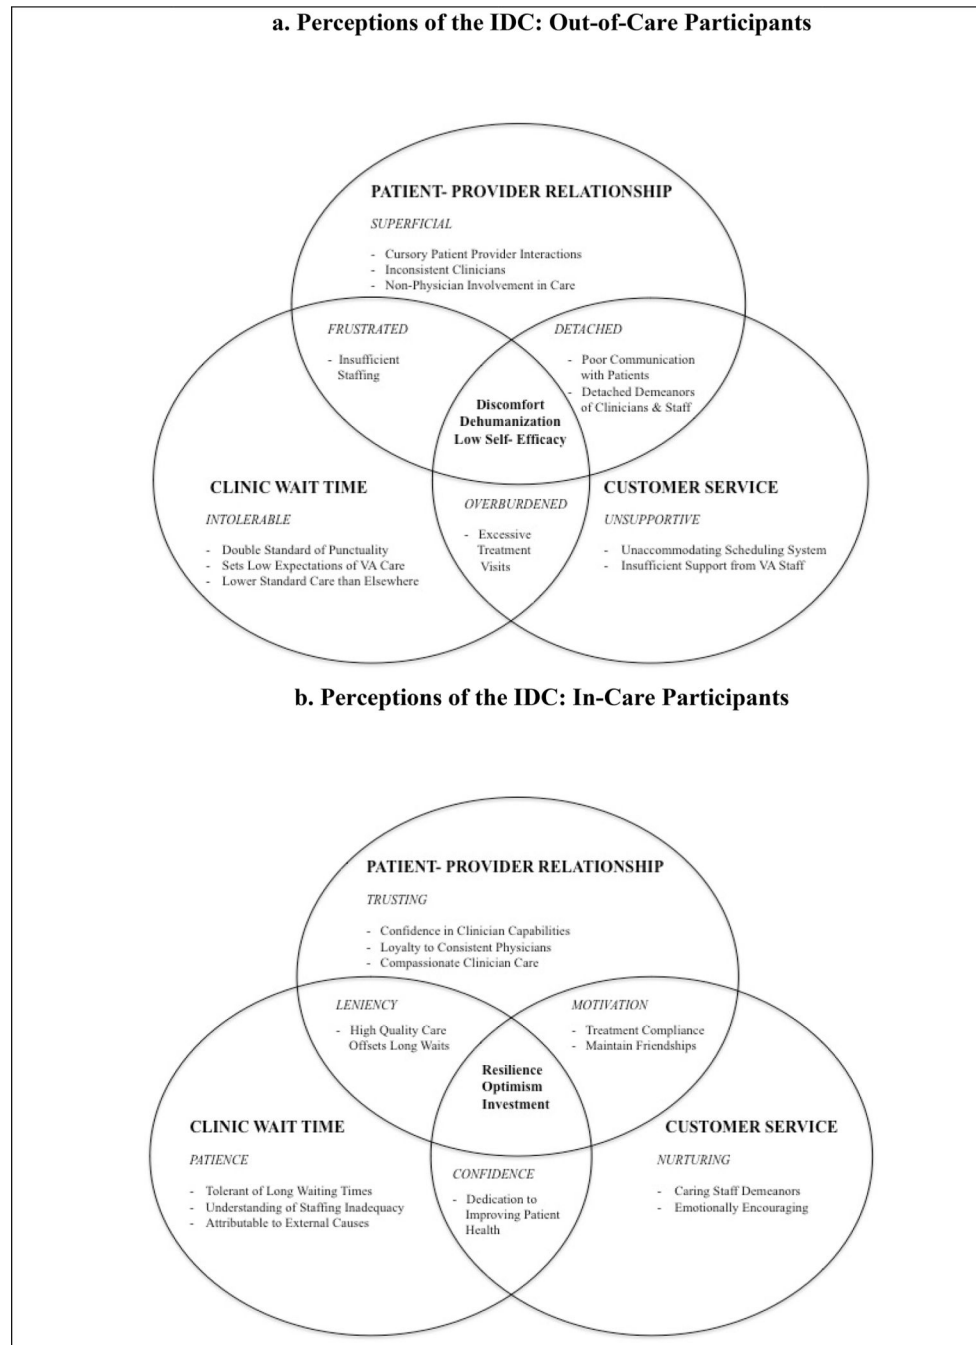 a. Perceptions of the IDC: Out-of-Care Participants
PATIENT- PROVIDER RELATIONSHIP
SUPERFICIAL
- Cursory Patient Provider Interactions
- Inconsistent Clinicians
- Non-Physician Involvement in Care
FRUSTRATED
- Insufficient
Staffing
DETACHED
- Poor Communication
with Patients
- Detached Demeanors
of Clinicians & Staff
Discomfort
Dehumanization
Low Self- Efficacy
CLINIC WAIT TIME
INTOLERABLE
- Double Standard of Punctuality
- Sets Low Expectations of VA Care
- Lower Standard Care than Elsewhere
OVERBURDENED
- Excessive
Treatment
Visits
CUSTOMER SERVICE
UNSUPPORTIVE
- Unaccommodating Scheduling System
- Insufficient Support from VA Staff
b. Perceptions of the IDC: In-Care Participants
PATIENT- PROVIDER RELATIONSHIP
TRUSTING
- Confidence in Clinician Capabilities
- Loyalty to Consistent Physicians
- Compassionate Clinician Care
LENIENCY
- High Quality Care
Offsets Long Waits
MOTIVATION
- Treatment Compliance
- Maintain Friendships
Resilience
Optimism
Investment
CLINIC WAIT TIME
PATIENCE
- Tolerant of Long Waiting Times
- Understanding of Staffing Inadequacy
- Attributable to External Causes
CONFIDENCE
- Dedication to
Improving Patient
Health
CUSTOMER SERVICE
NURTURING
- Caring Staff Demeanors
- Emotionally Encouraging